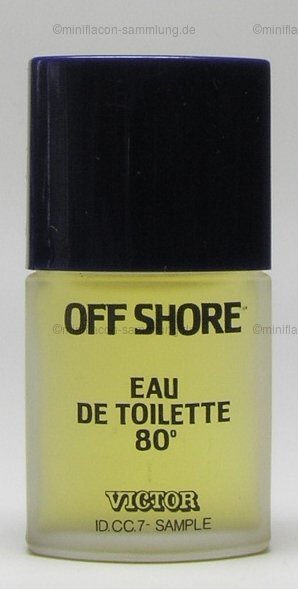 ©miniflacon-sammlung.de
OFF SHORE
©miniflacon-sammlung.de
EAU
DE TOILETTE
80°
VICTOR
ID.CC.7- SAMPLE